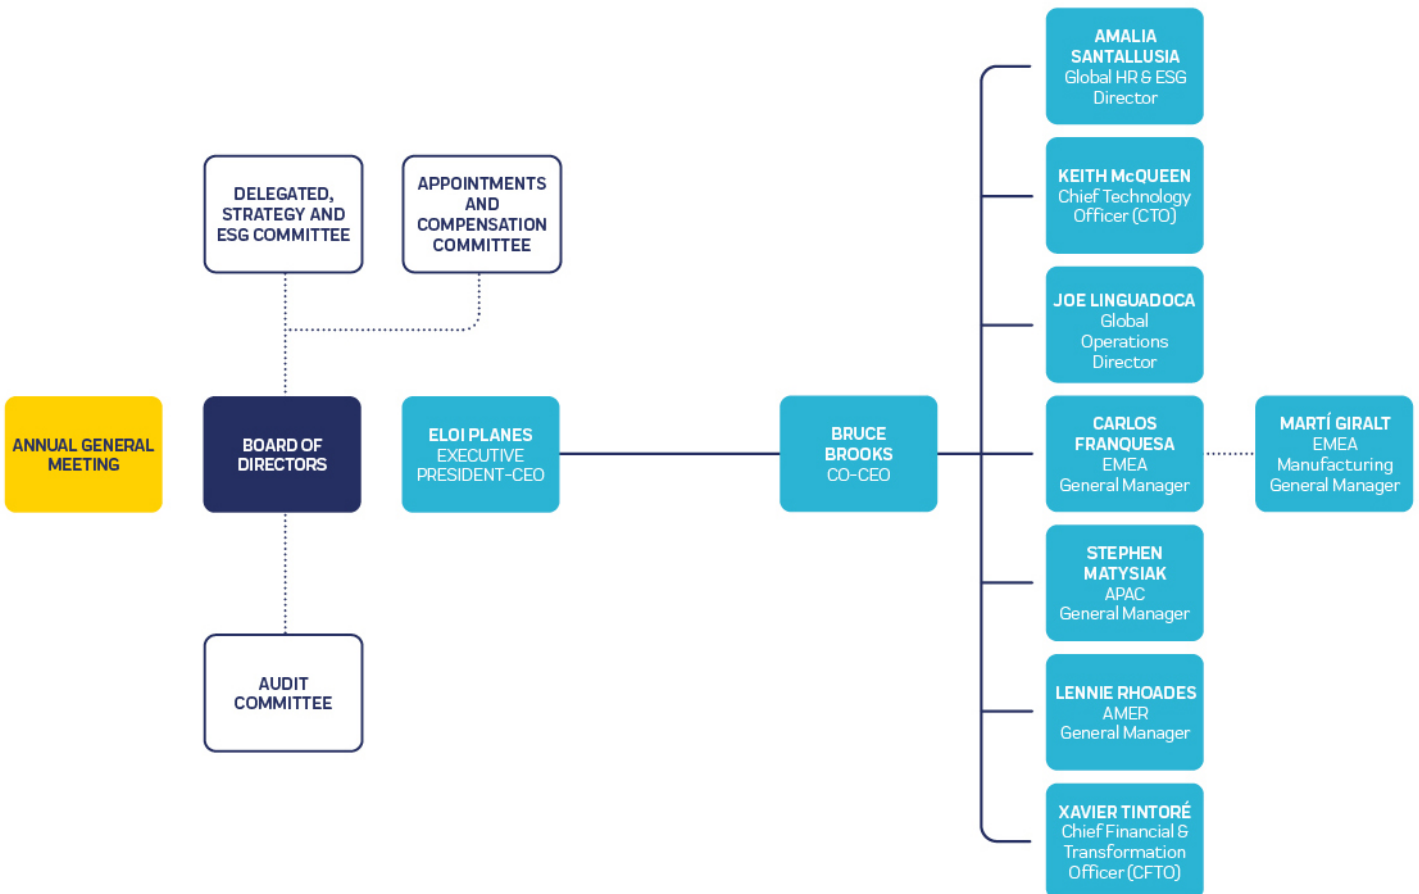 AMALIA
SANTALLUSIA
Global HR & ESG
Director
DELEGATED,
STRATEGY AND
ESG COMMITTEE
APPOINTMENTS
AND
COMPENSATION
COMMITTEE
KEITH McQUEEN
Chief Technology
Officer (CTO)
JOE LINGUADOCA
Global
Operations
Director
ANNUAL GENERAL
MEETING
BOARD OF
DIRECTORS
ELOI PLANES
EXECUTIVE
PRESIDENT-CEO
BRUCE
BROOKS
CO-CEO
CARLOS
FRANQUESA
EMEA
General Manager
MARTÍ GIRALT
EMEA
Manufacturing
General Manager
STEPHEN
MATYSIAK
APAC
General Manager
AUDIT
COMMITTEE
LENNIE RHOADES
AMER
General Manager
XAVIER TINTORÉ
Chief Financial &
Transformation
Officer (CFTO)